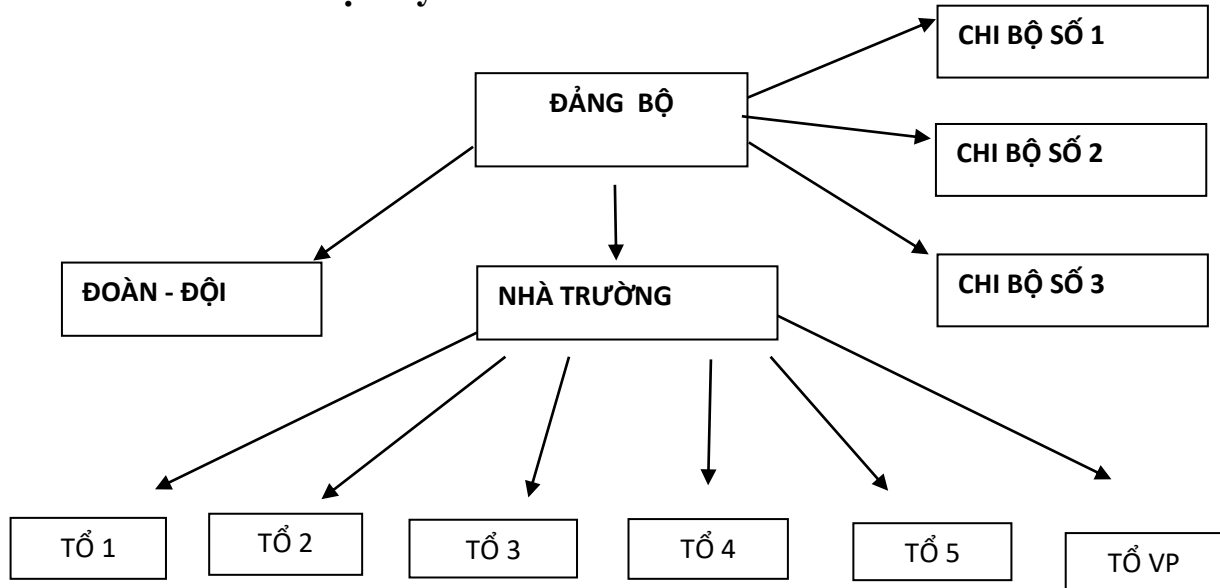 CHI BỘ SỐ 1
ĐẢNG BỘ
CHI BỘ SỐ 2
ĐOÀN - ĐỘI
NHÀ TRƯỜNG
CHI BỘ SỐ 3
TỔ 1
TỔ 2
TỔ 3
TỔ 4
TỔ 5
TỔ VP